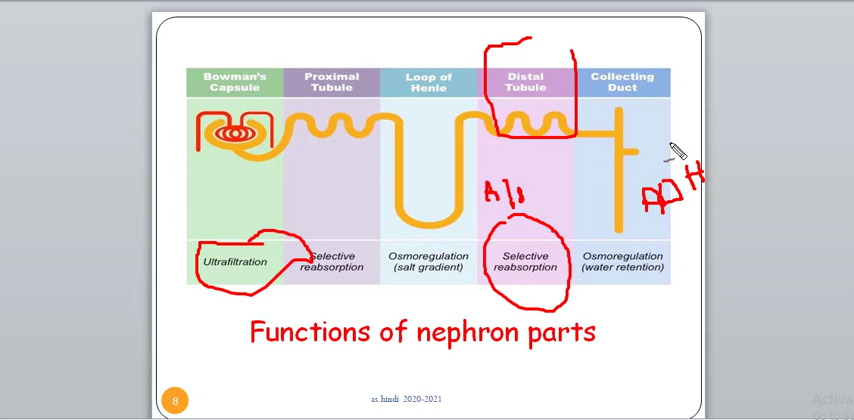 Bowman's
Capsule
Proximal
Tubule
Loop of
Henle
Distal
Tubule
Collecting
Duct
ADH
Ultrafiltration
Selective
reabsorption
Osmoregulation
(salt gradient)
Selective
reabsorption
Osmoregulation
(water retention)
Functions of nephron parts
8
as.hindi 2020-2021
Activa